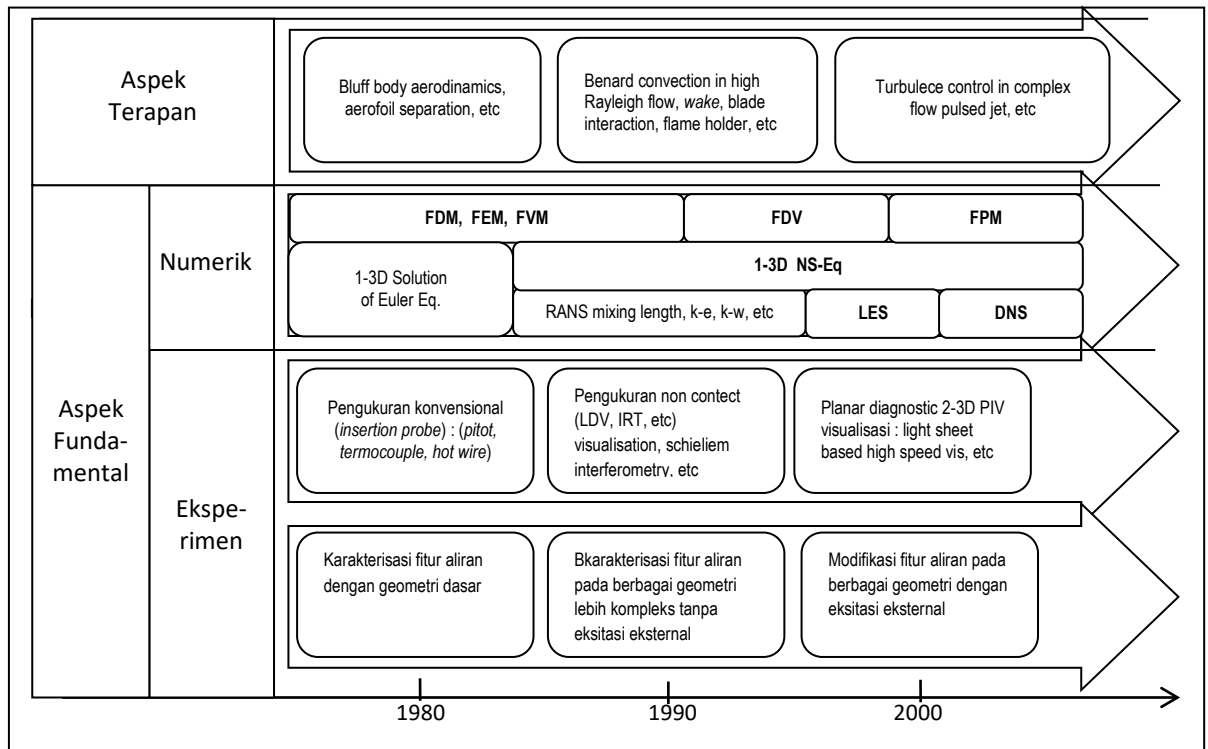 Aspek
Terapan
Bluff body aerodinamics,
aerofoil separation, etc
Benard convection in high
Rayleigh flow, wake, blade
interaction, flame holder, etc
Turbulece control in complex
flow pulsed jet, etc
Aspek
Funda-
mental
Numerik
FDM, FEM, FVM
FDV
FPM
1-3D Solution
of Euler Eq.
1-3D NS-Eq
RANS mixing length, k-e, k-w, etc
LES
DNS
Ekspe-
rimen
Pengukuran konvensional
(insertion probe) : (pitot,
termocouple, hot wire)
Pengukuran non contect
(LDV, IRT, etc)
visualisation, schieliem
interferometry, etc
Planar diagnostic 2-3D PIV
visualisasi : light sheet
based high speed vis, etc
Karakterisasi fitur aliran
dengan geometri dasar
Bkarakterisasi fitur aliran
pada berbagai geometri
lebih kompleks tanpa
eksitasi eksternal
Modifikasi fitur aliran pada
berbagai geometri dengan
eksitasi eksternal
1980
1990
2000